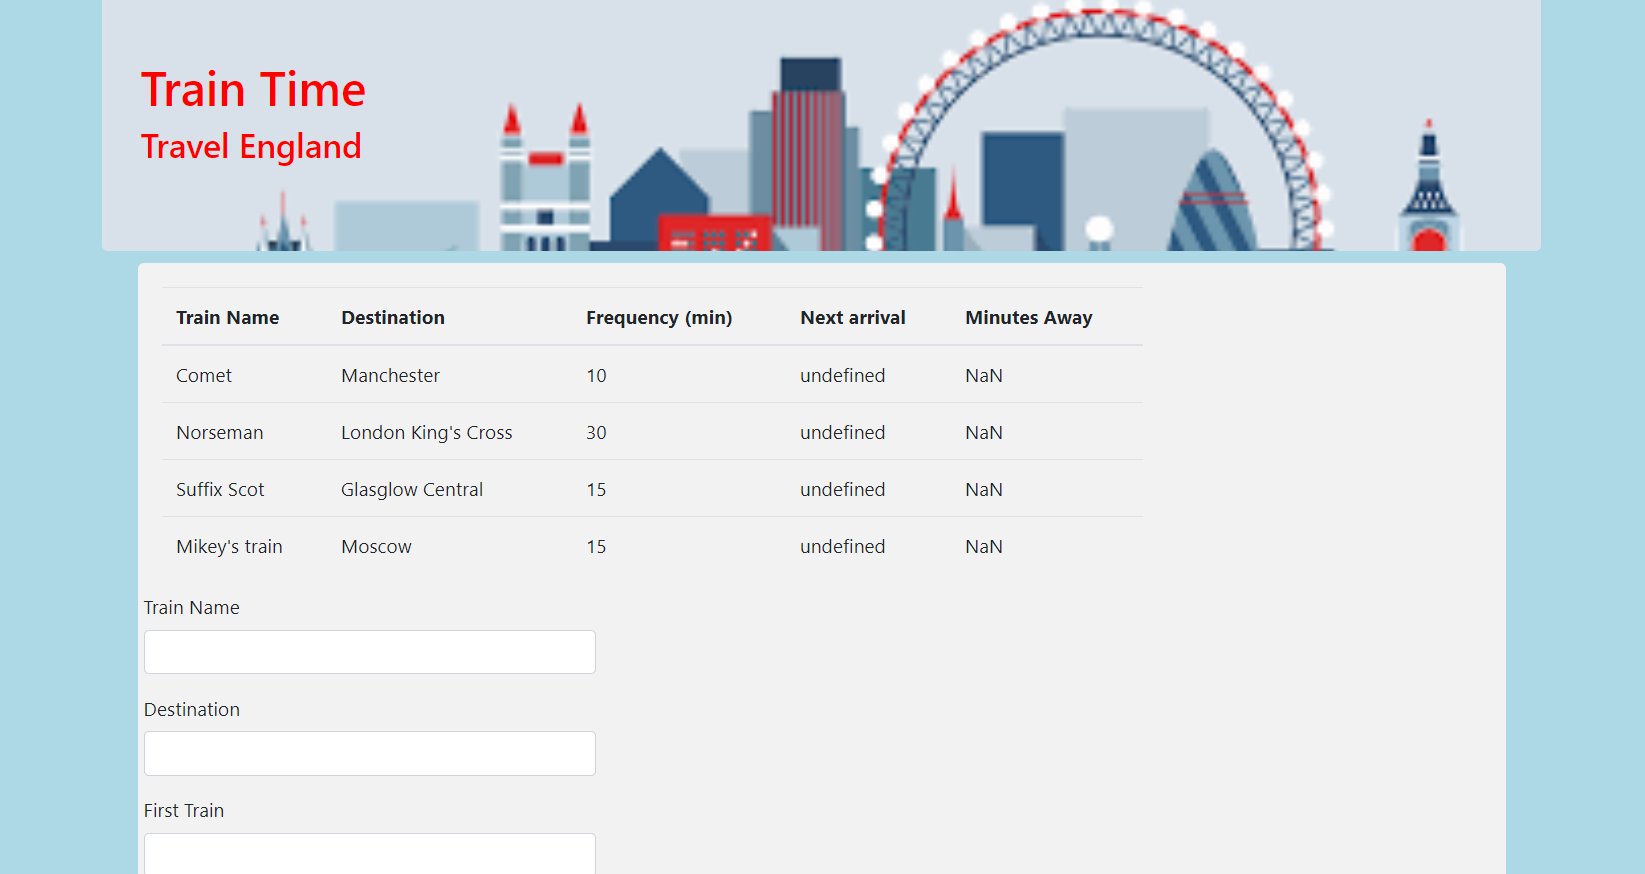 Train Time
Travel England
Train Name Destination Frequency (min) Next arrival Minutes Away
Comet Manchester 10 undefined NaN
Norseman London King's Cross 30 undefined NaN
Suffix Scot Glasglow Central 15 undefined NaN
Mikey's train Moscow 15 undefined NaN
Train Name
Destination
First Train